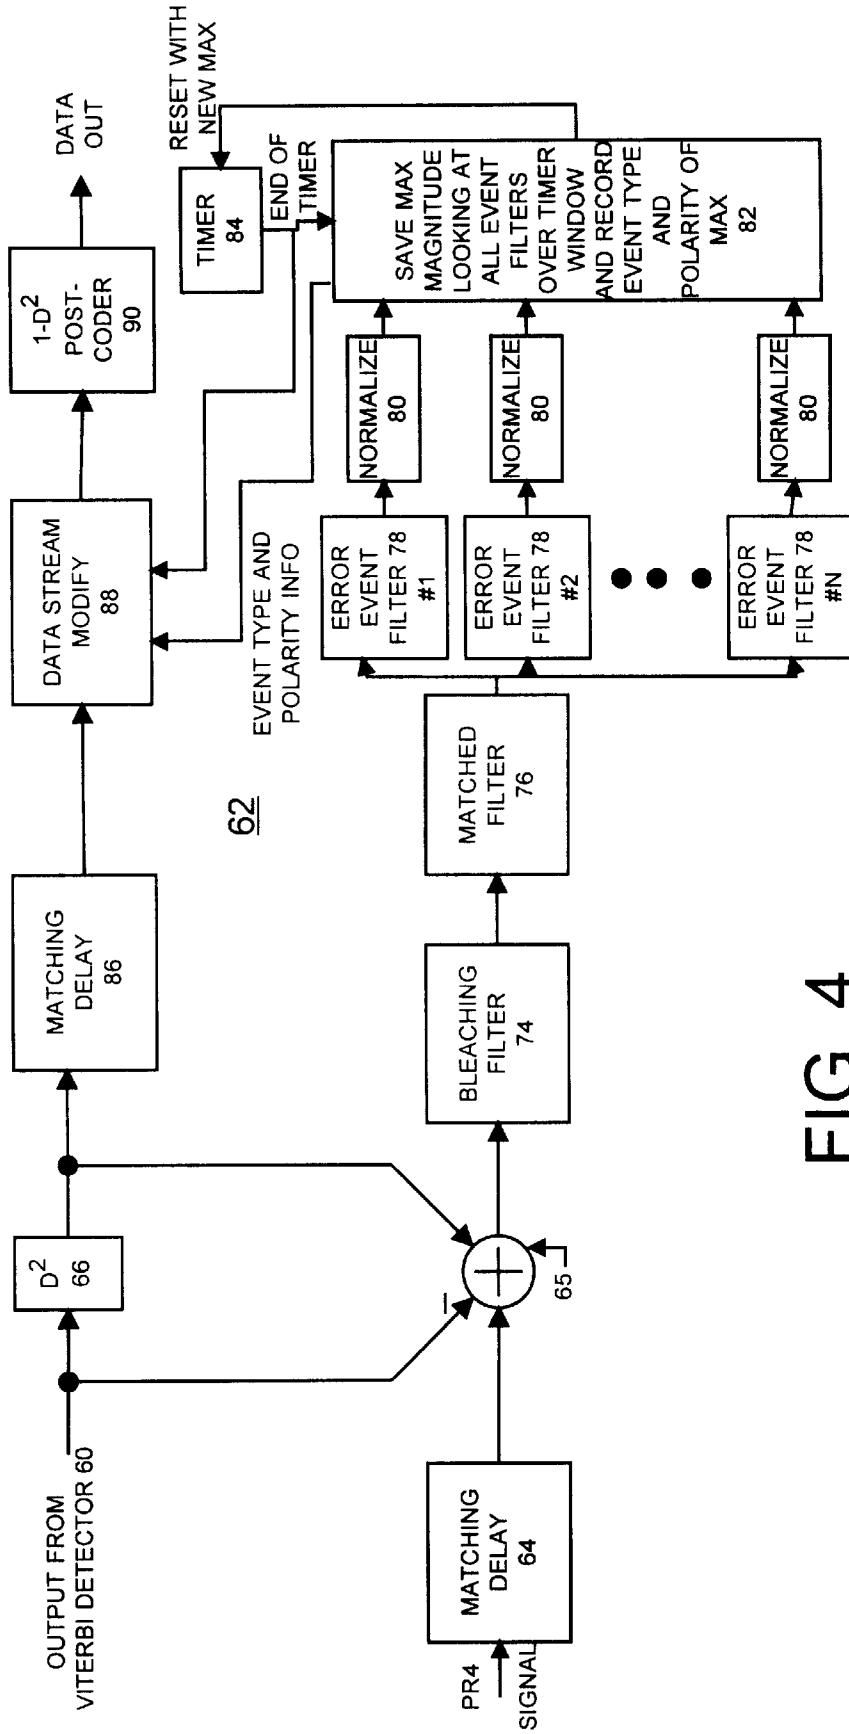 OUTPUT FROM
VITERBI DETECTOR 60
D2
66
MATCHING
DELAY
86
DATA STREAM
MODIFY
88
1-D2
POST-
CODER
90
DATA
OUT
62
EVENT TYPE AND
POLARITY INFO
TIMER
84
RESET WITH
NEW MAX
END OF
TIMER
PR4
SIGNAL
MATCHING
DELAY
64
–
+
65
BLEACHING
FILTER
74
MATCHED
FILTER
76
ERROR
EVENT
FILTER 78
#1
NORMALIZE
80
ERROR
EVENT
FILTER 78
#2
NORMALIZE
80
ERROR
EVENT
FILTER 78
#N
NORMALIZE
80
SAVE MAX
MAGNITUDE
LOOKING AT
ALL EVENT
FILTERS
OVER TIMER
WINDOW
AND RECORD
EVENT TYPE
AND
POLARITY OF
MAX
82
FIG. 4